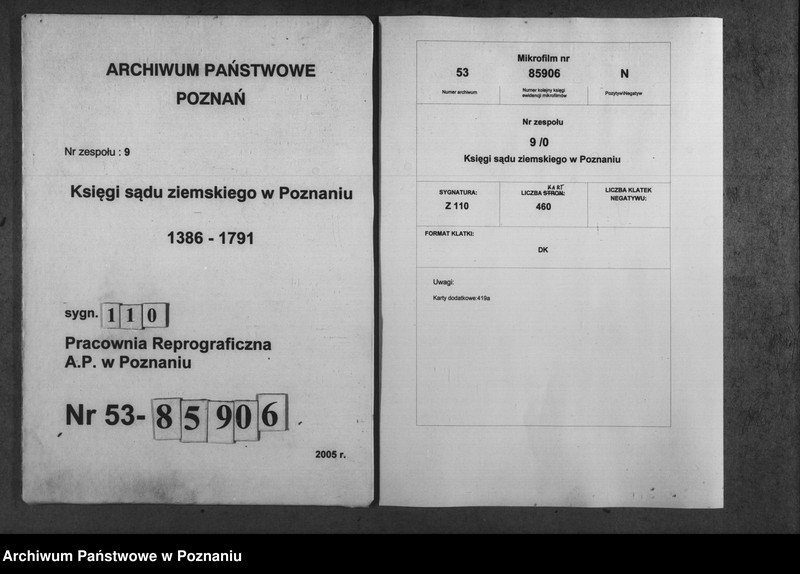 ARCHIWUM PAŃSTWOWE
POZNAŃ
Nr zespołu : 9
Księgi sądu ziemskiego w Poznaniu
1386 - 1791
sygn. 110
Pracownia Reprograficzna
A.P. w Poznaniu
Nr 53-85906
2005 r.
Mikrofilm nr
53 85906 N
Numer archiwum
Numer kolejny księgi
ewidencji mikrofilmów
Pozytyw\Negatyw
Nr zespołu
9 /0
Księgi sądu ziemskiego w Poznaniu
SYGNATURA:
Z 110
KART
LICZBA STRON:
460
LICZBA KLATEK
NEGATYWU:
FORMAT KLATKI:
DK
Uwagi:
Karty dodatkowe:419a
Archiwum Państwowe w Poznaniu